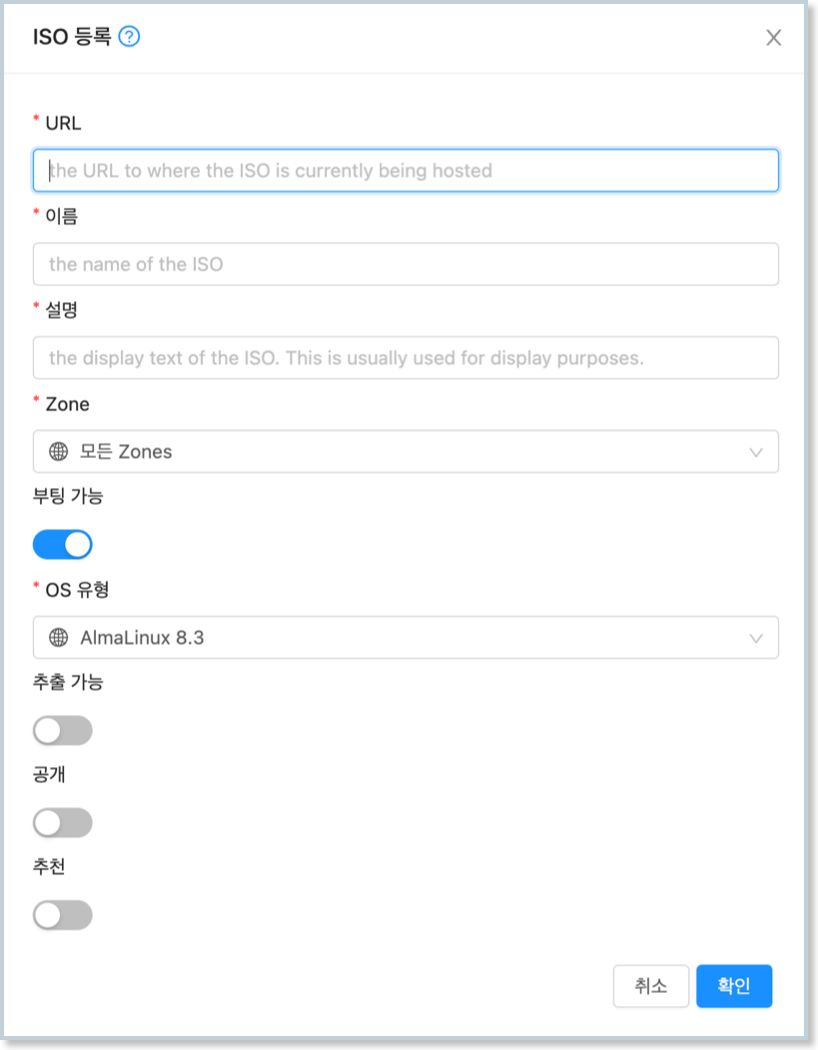 ISO 등록 ?
* URL
the URL to where the ISO is currently being hosted
* 이름
the name of the ISO
* 설명
the display text of the ISO. This is usually used for display purposes.
* Zone
모든 Zones
부팅 가능
* OS 유형
AlmaLinux 8.3
추출 가능
공개
추천
취소 확인